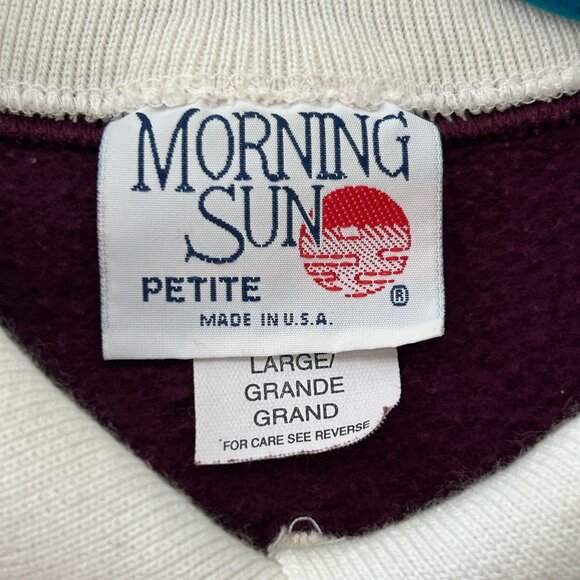 MORNING
SUN
PETITE
®
MADE IN U.S.A.
LARGE/
GRANDE
GRAND
FOR CARE SEE REVERSE